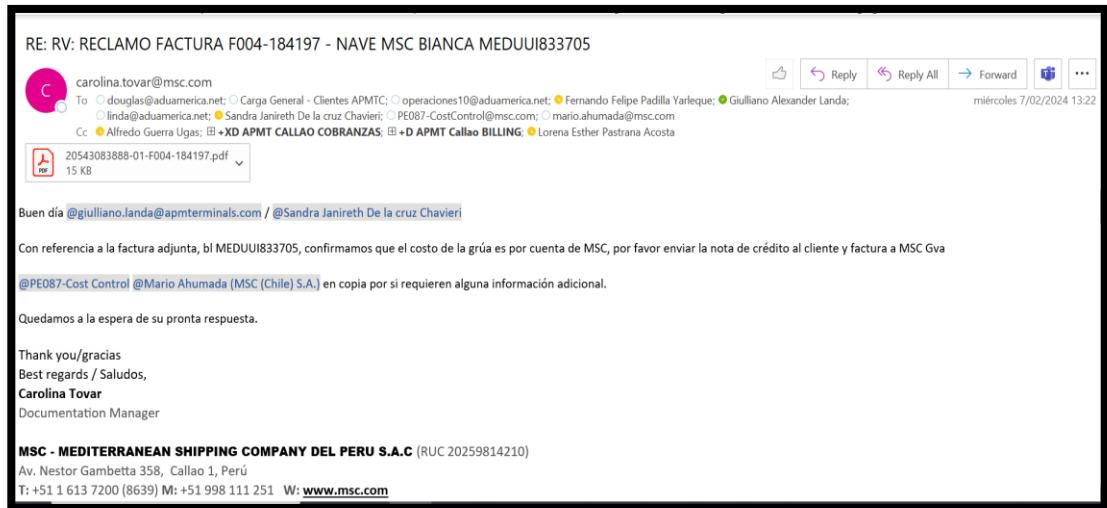 RE: RV: RECLAMO FACTURA F004-184197 - NAVE MSC BIANCA MEDUUI833705
C
carolina.tovar@msc.com
Reply
Reply All
Forward
To douglas@aduamerica.net; Carga General - Clientes APMTC; operaciones10@aduamerica.net; Fernando Felipe Padilla Yarleque; Giulliano Alexander Landa;
miércoles 7/02/2024 13:22
linda@aduamerica.net; Sandra Janireth De la cruz Chavieri; PE087-CostControl@msc.com; mario.ahumada@msc.com
Cc Alfredo Guerra Ugas; +XD APMT CALLAO COBRANZAS; +D APMT Callao BILLING; Lorena Esther Pastrana Acosta
PDF
20543083888-01-F004-184197.pdf
15 KB
Buen día @giulliano.landa@apmterminals.com / @Sandra Janireth De la cruz Chavieri
Con referencia a la factura adjunta, bl MEDUUI833705, confirmamos que el costo de la grúa es por cuenta de MSC, por favor enviar la nota de crédito al cliente y factura a MSC Gva
@PE087-Cost Control @Mario Ahumada (MSC (Chile) S.A.) en copia por si requieren alguna información adicional.
Quedamos a la espera de su pronta respuesta.
Thank you/gracias
Best regards / Saludos,
Carolina Tovar
Documentation Manager
MSC - MEDITERRANEAN SHIPPING COMPANY DEL PERU S.A.C (RUC 20259814210)
Av. Nestor Gambetta 358, Callao 1, Perú
T: +51 1 613 7200 (8639) M: +51 998 111 251 W: www.msc.com